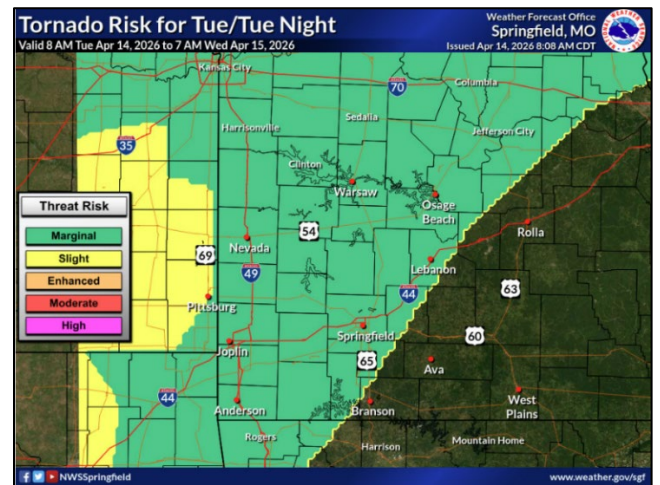 Tornado Risk for Tue/Tue Night
Valid 8 AM Tue Apr 14, 2026 to 7 AM Wed Apr 15, 2026
Weather Forecast Office
Springfield, MO
Issued Apr 14, 2026 8:08 AM CDT
Kansas City
70
Columbia
Harrisonville
Sedalia
Jefferson City
35
Clinton
Warsaw
Osage Beach
Threat Risk
Marginal
Slight
Enhanced
Moderate
High
69
Nevada
54
Rolla
49
Lebanon
63
Pittsburg
44
Springfield
60
Joplin
65
Ava
44
Anderson
Branson
West Plains
Rogers
Harrison
Mountain Home
NWSSpringfield
www.weather.gov/sgf